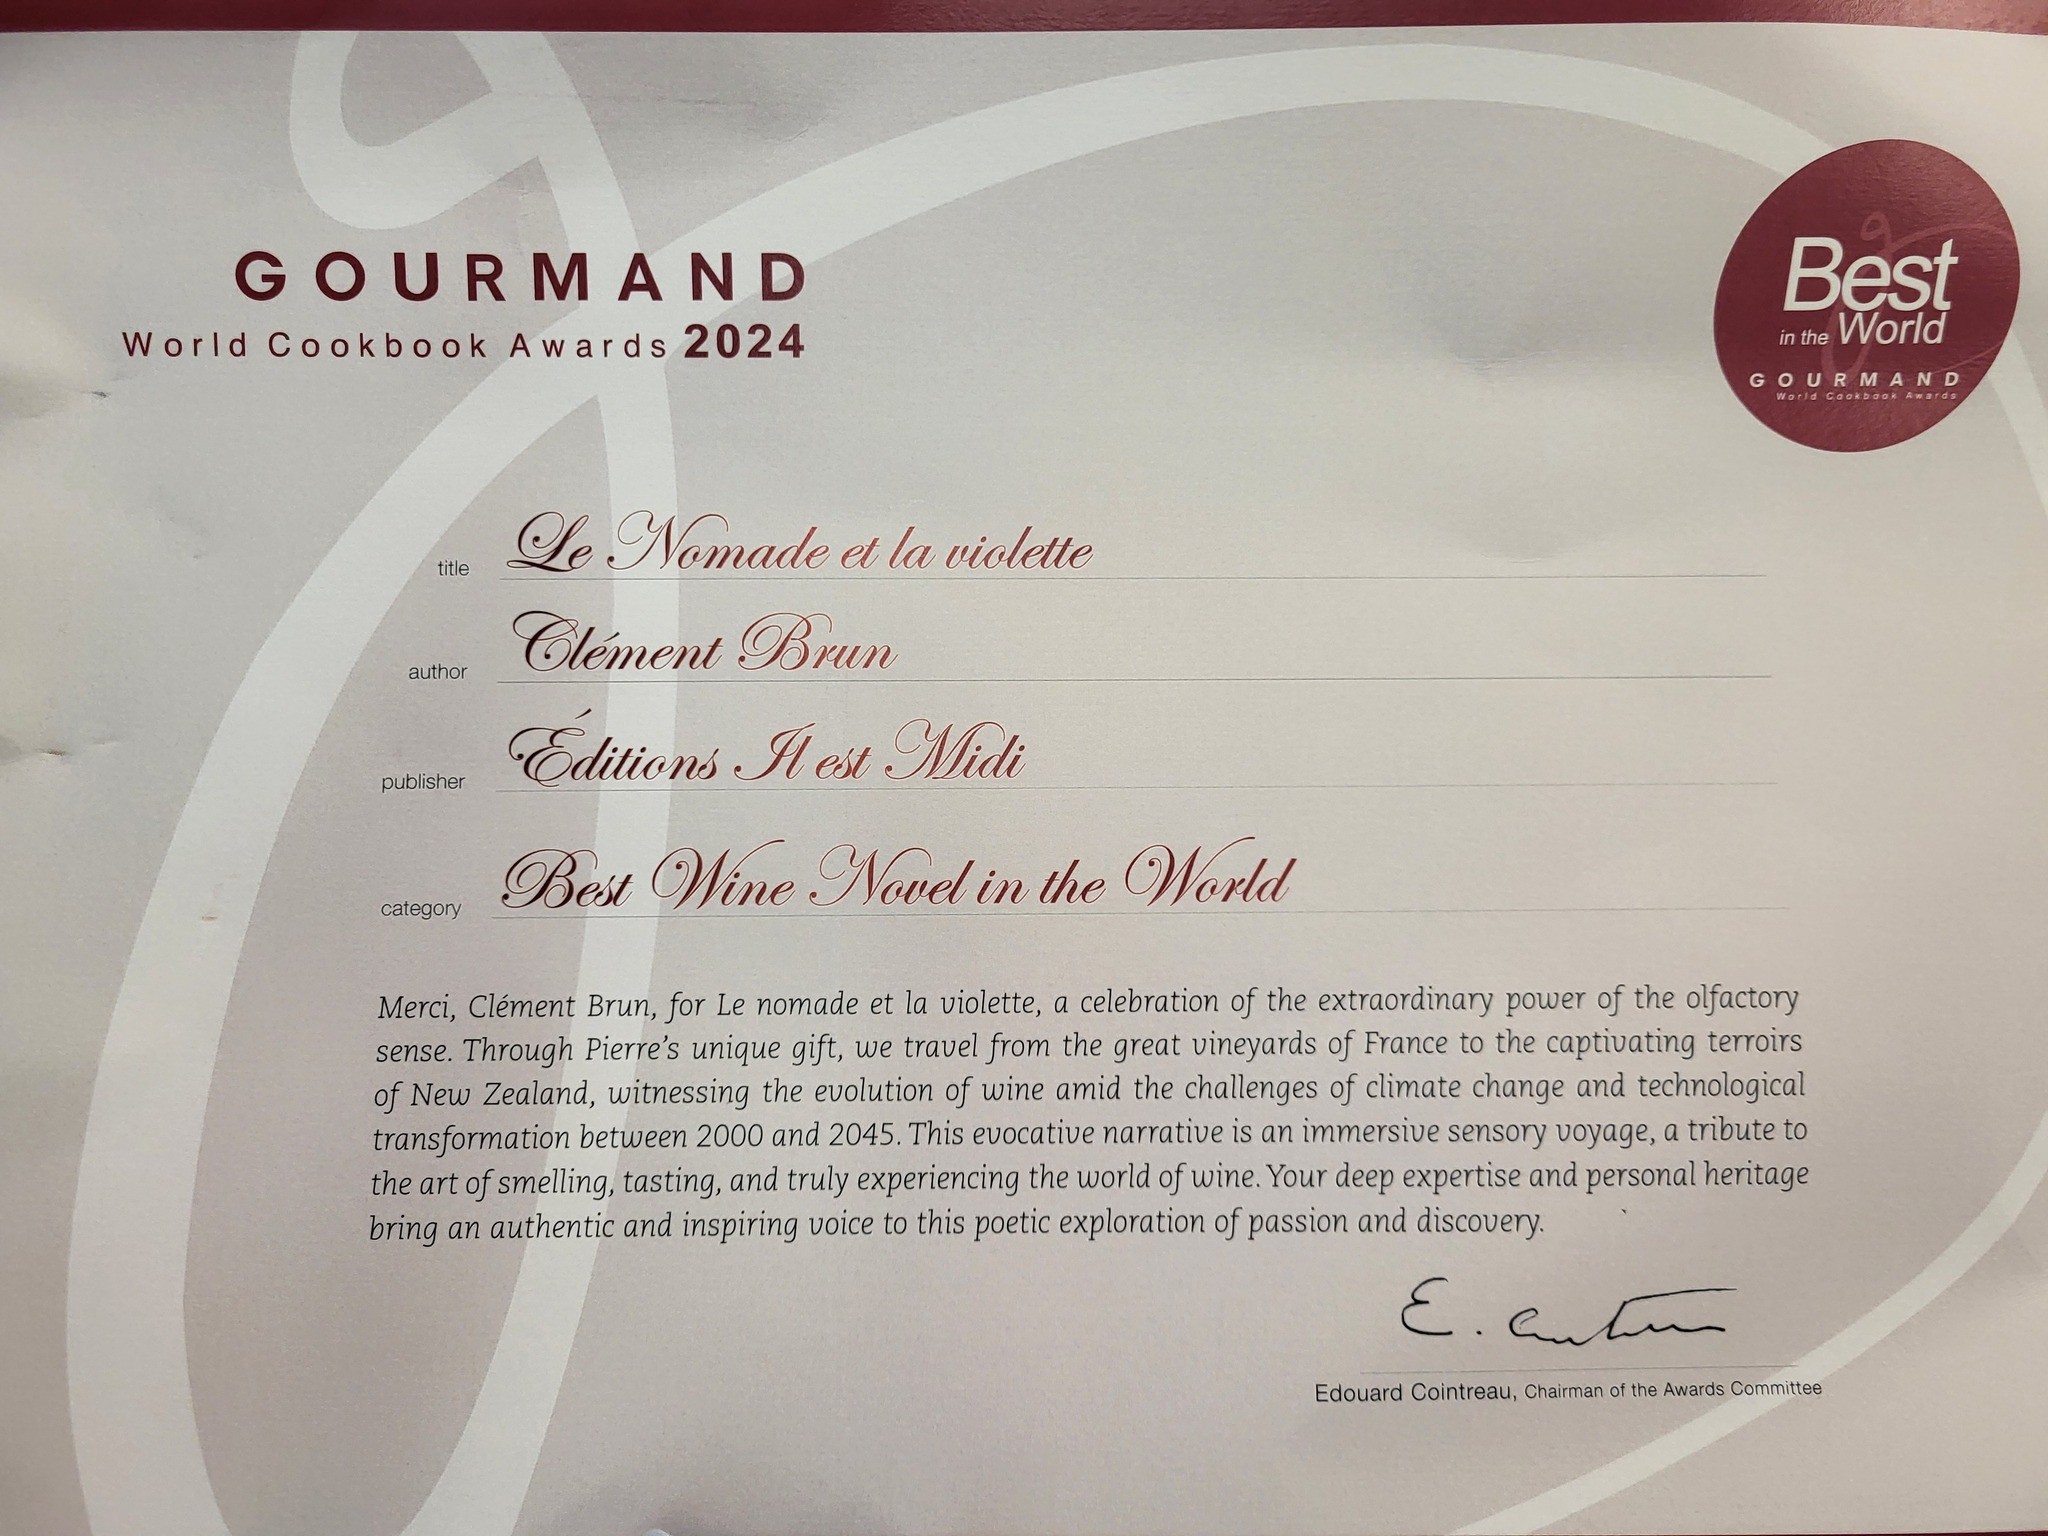 GOURMAND
World Cookbook Awards 2024
Best
in the World
GOURMAND
World Cookbook Awards
title Le Nomade et la violette
author Clément Brun
publisher Éditions Il est Midi
category Best Wine Novel in the World
Merci, Clément Brun, for Le nomade et la violette, a celebration of the extraordinary power of the olfactory
sense. Through Pierre's unique gift, we travel from the great vineyards of France to the captivating terroirs
of New Zealand, witnessing the evolution of wine amid the challenges of climate change and technological
transformation between 2000 and 2045. This evocative narrative is an immersive sensory voyage, a tribute to
the art of smelling, tasting, and truly experiencing the world of wine. Your deep expertise and personal heritage
bring an authentic and inspiring voice to this poetic exploration of passion and discovery.
E.
Edouard Cointreau, Chairman of the Awards Committee